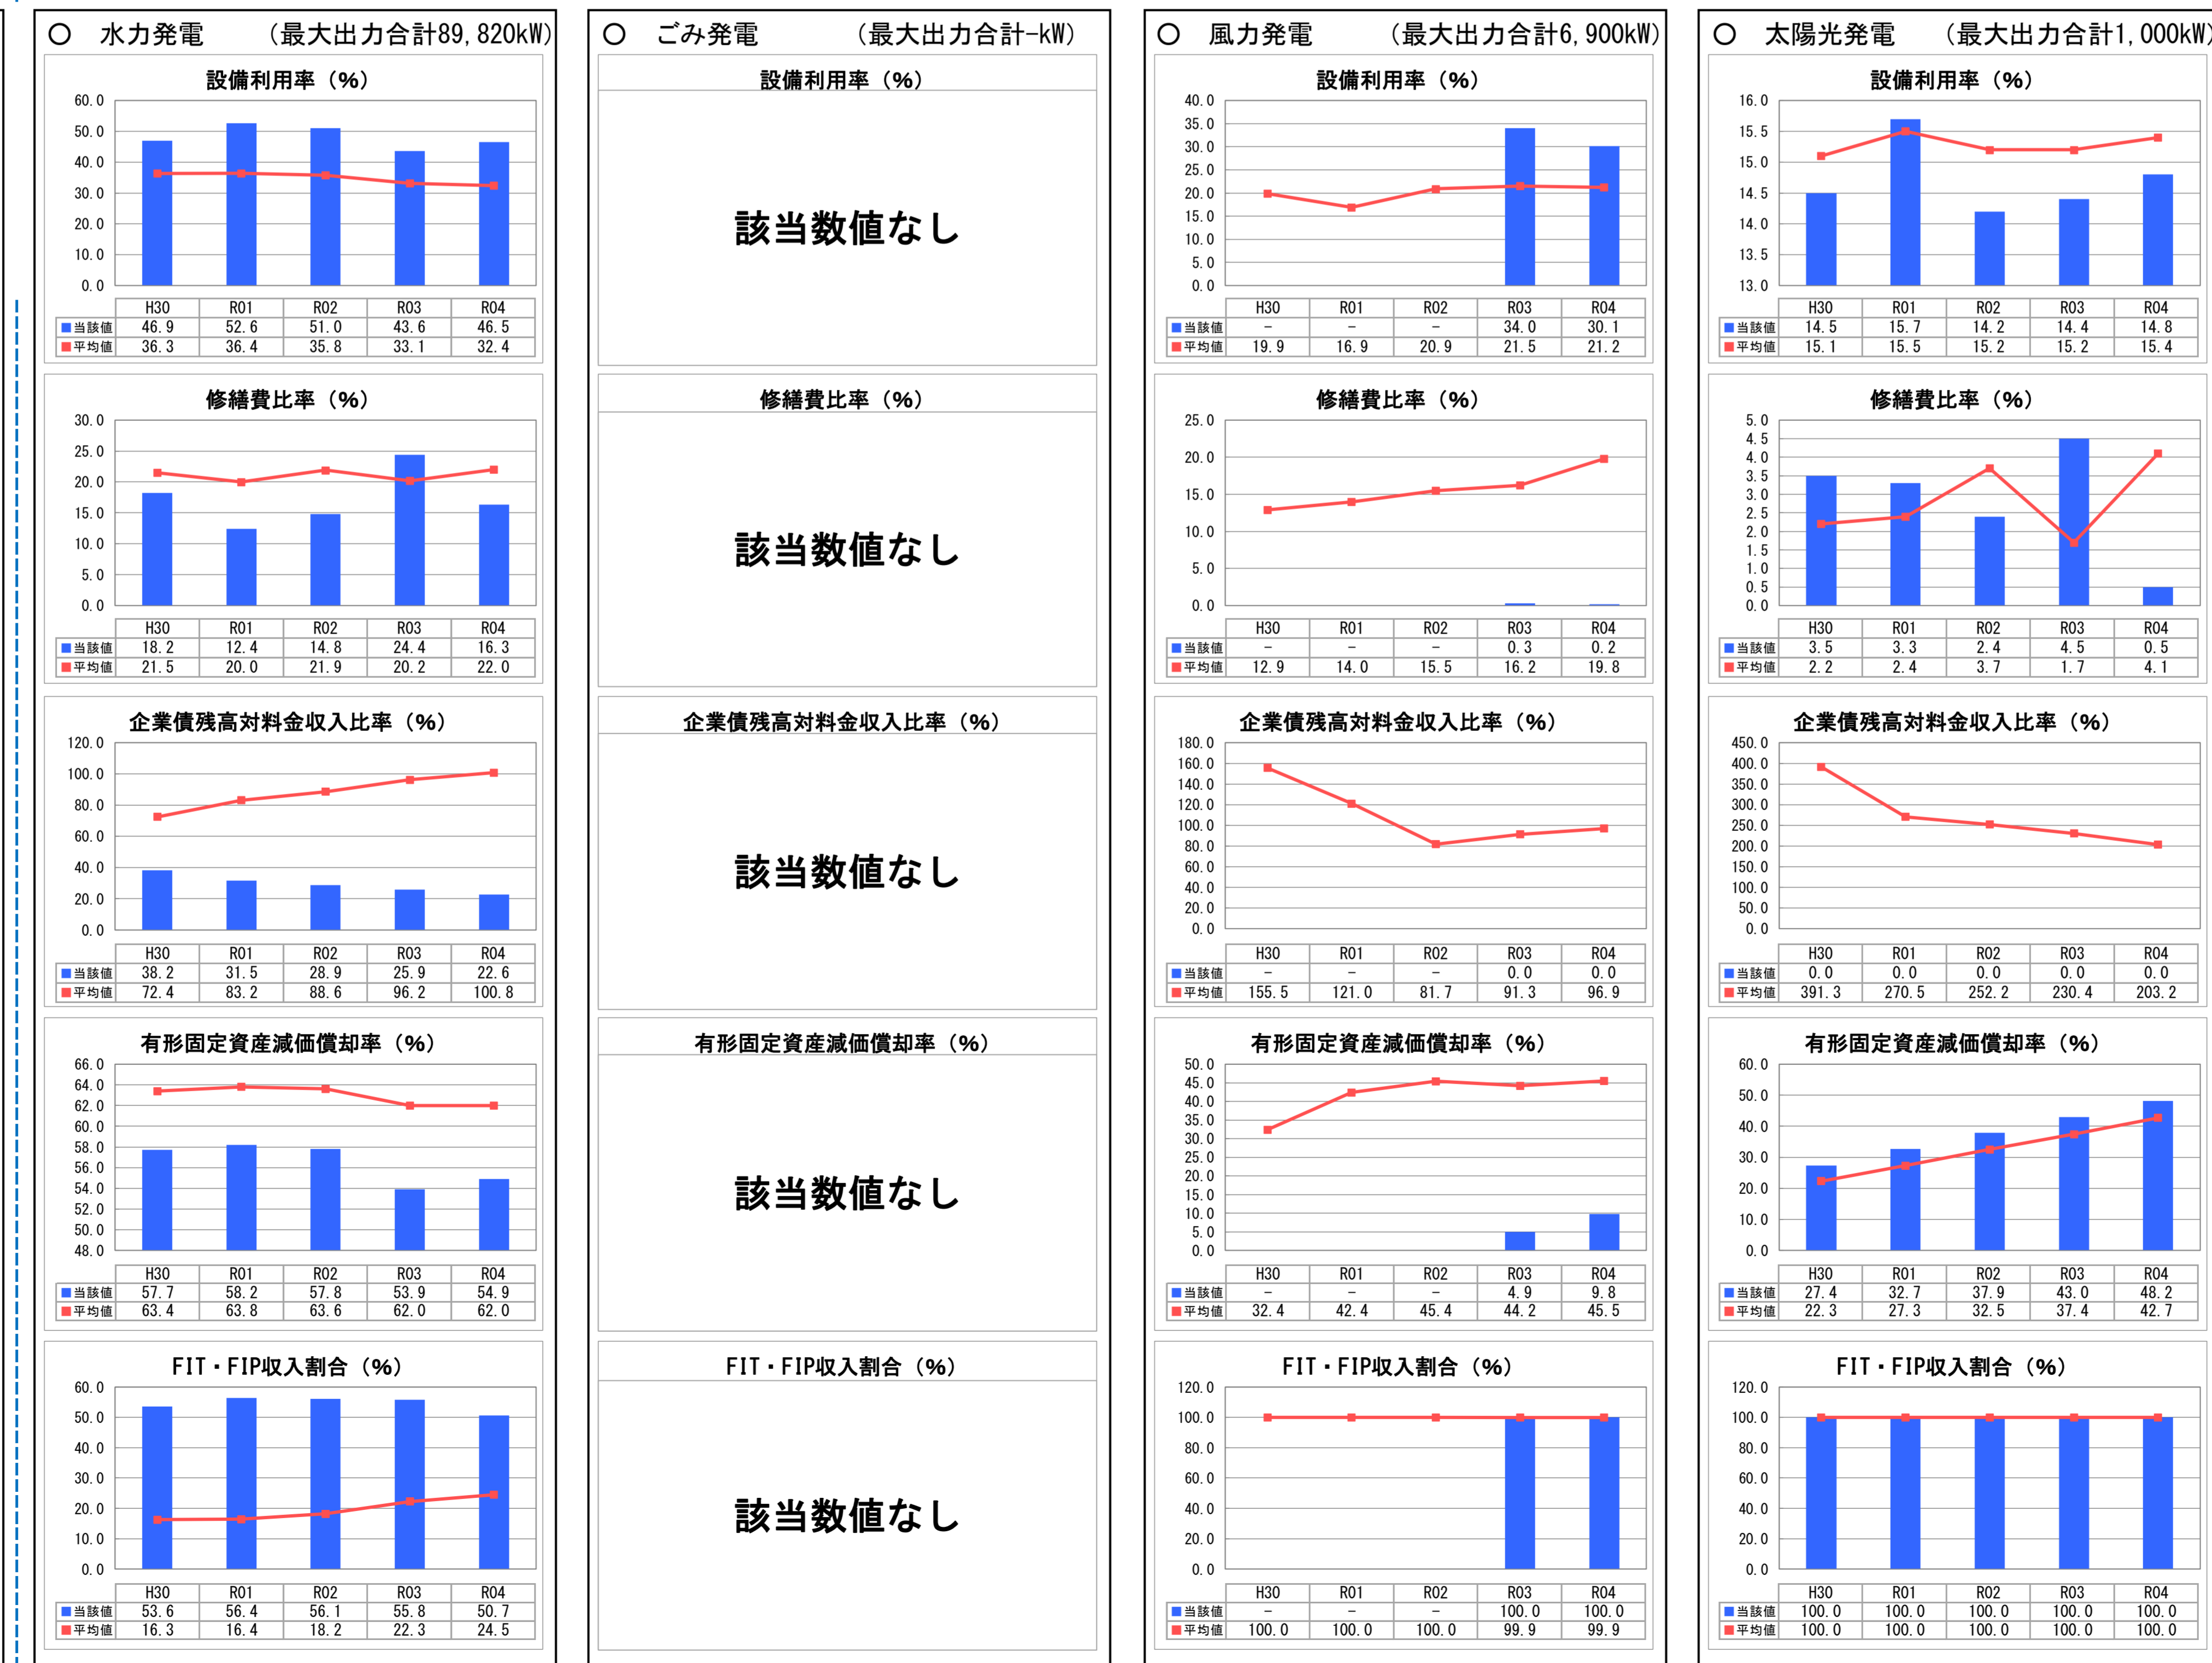 ○ 水力発電 （最大出力合計89,820kW）
設備利用率（%）
60.0
50.0
40.0
30.0
20.0
10.0
0.0
H30 R01 R02 R03 R04
当該値 46.9 52.6 51.0 43.6 46.5
平均値 36.3 36.4 35.8 33.1 32.4
修繕費比率（%）
30.0
25.0
20.0
15.0
10.0
5.0
0.0
H30 R01 R02 R03 R04
当該値 18.2 12.4 14.8 24.4 16.3
平均値 21.5 20.0 21.9 20.2 22.0
企業債残高対料金収入比率（%）
120.0
100.0
80.0
60.0
40.0
20.0
0.0
H30 R01 R02 R03 R04
当該値 38.2 31.5 28.9 25.9 22.6
平均値 72.4 83.2 88.6 96.2 100.8
有形固定資産減価償却率（%）
66.0
64.0
62.0
60.0
58.0
56.0
54.0
52.0
50.0
48.0
H30 R01 R02 R03 R04
当該値 57.7 58.2 57.8 53.9 54.9
平均値 63.4 63.8 63.6 62.0 62.0
FIT・FIP収入割合（%）
60.0
50.0
40.0
30.0
20.0
10.0
0.0
H30 R01 R02 R03 R04
当該値 53.6 56.4 56.1 55.8 50.7
平均値 16.3 16.4 18.2 22.3 24.5
○ ごみ発電 （最大出力合計-kW）
設備利用率（%）
該当数値なし
修繕費比率（%）
該当数値なし
企業債残高対料金収入比率（%）
該当数値なし
有形固定資産減価償却率（%）
該当数値なし
FIT・FIP収入割合（%）
該当数値なし
○ 風力発電 （最大出力合計6,900kW）
設備利用率（%）
40.0
35.0
30.0
25.0
20.0
15.0
10.0
5.0
0.0
H30 R01 R02 R03 R04
当該値 - - - 34.0 30.1
平均値 19.9 16.9 20.9 21.5 21.2
修繕費比率（%）
25.0
20.0
15.0
10.0
5.0
0.0
H30 R01 R02 R03 R04
当該値 - - - 0.3 0.2
平均値 12.9 14.0 15.5 16.2 19.8
企業債残高対料金収入比率（%）
180.0
160.0
140.0
120.0
100.0
80.0
60.0
40.0
20.0
0.0
H30 R01 R02 R03 R04
当該値 - - - 0.0 0.0
平均値 155.5 121.0 81.7 91.3 96.9
有形固定資産減価償却率（%）
50.0
45.0
40.0
35.0
30.0
25.0
20.0
15.0
10.0
5.0
0.0
H30 R01 R02 R03 R04
当該値 - - - 4.9 9.8
平均値 32.4 42.4 45.4 44.2 45.5
FIT・FIP収入割合（%）
120.0
100.0
80.0
60.0
40.0
20.0
0.0
H30 R01 R02 R03 R04
当該値 - - - 100.0 100.0
平均値 100.0 100.0 100.0 99.9 99.9
○ 太陽光発電 （最大出力合計1,000kW）
設備利用率（%）
16.0
15.5
15.0
14.5
14.0
13.5
13.0
H30 R01 R02 R03 R04
当該値 14.5 15.7 14.2 14.4 14.8
平均値 15.1 15.5 15.2 15.2 15.4
修繕費比率（%）
5.0
4.5
4.0
3.5
3.0
2.5
2.0
1.5
1.0
0.5
0.0
H30 R01 R02 R03 R04
当該値 3.5 3.3 2.4 4.5 0.5
平均値 2.2 2.4 3.7 1.7 4.1
企業債残高対料金収入比率（%）
450.0
400.0
350.0
300.0
250.0
200.0
150.0
100.0
50.0
0.0
H30 R01 R02 R03 R04
当該値 0.0 0.0 0.0 0.0 0.0
平均値 391.3 270.5 252.2 230.4 203.2
有形固定資産減価償却率（%）
60.0
50.0
40.0
30.0
20.0
10.0
0.0
H30 R01 R02 R03 R04
当該値 27.4 32.7 37.9 43.0 48.2
平均値 22.3 27.3 32.5 37.4 42.7
FIT・FIP収入割合（%）
120.0
100.0
80.0
60.0
40.0
20.0
0.0
H30 R01 R02 R03 R04
当該値 100.0 100.0 100.0 100.0 100.0
平均値 100.0 100.0 100.0 100.0 100.0